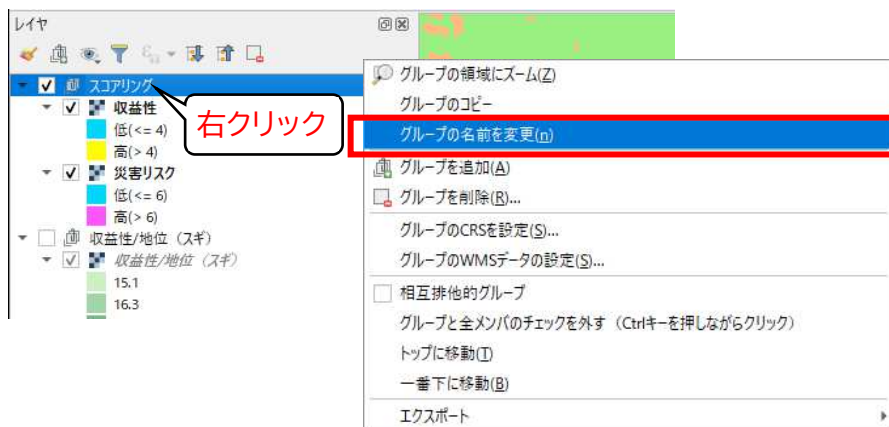 レイヤ
スコアリング
収益性
低(<= 4)
高(> 4)
災害リスク
低(<= 6)
高(> 6)
収益性/地位（スギ）
収益性/地位（スギ）
15.1
16.3
右クリック
グループの領域にズーム(Z)
グループのコピー
グループの名前を変更(n)
グループを追加(A)
グループを削除(R)...
グループのCRSを設定(S)...
グループのWMSデータの設定(S)...
相互排他的グループ
グループと全メンバのチェックを外す（Ctrlキーを押しながらクリック）
トップに移動(T)
一番下に移動(B)
エクスポート